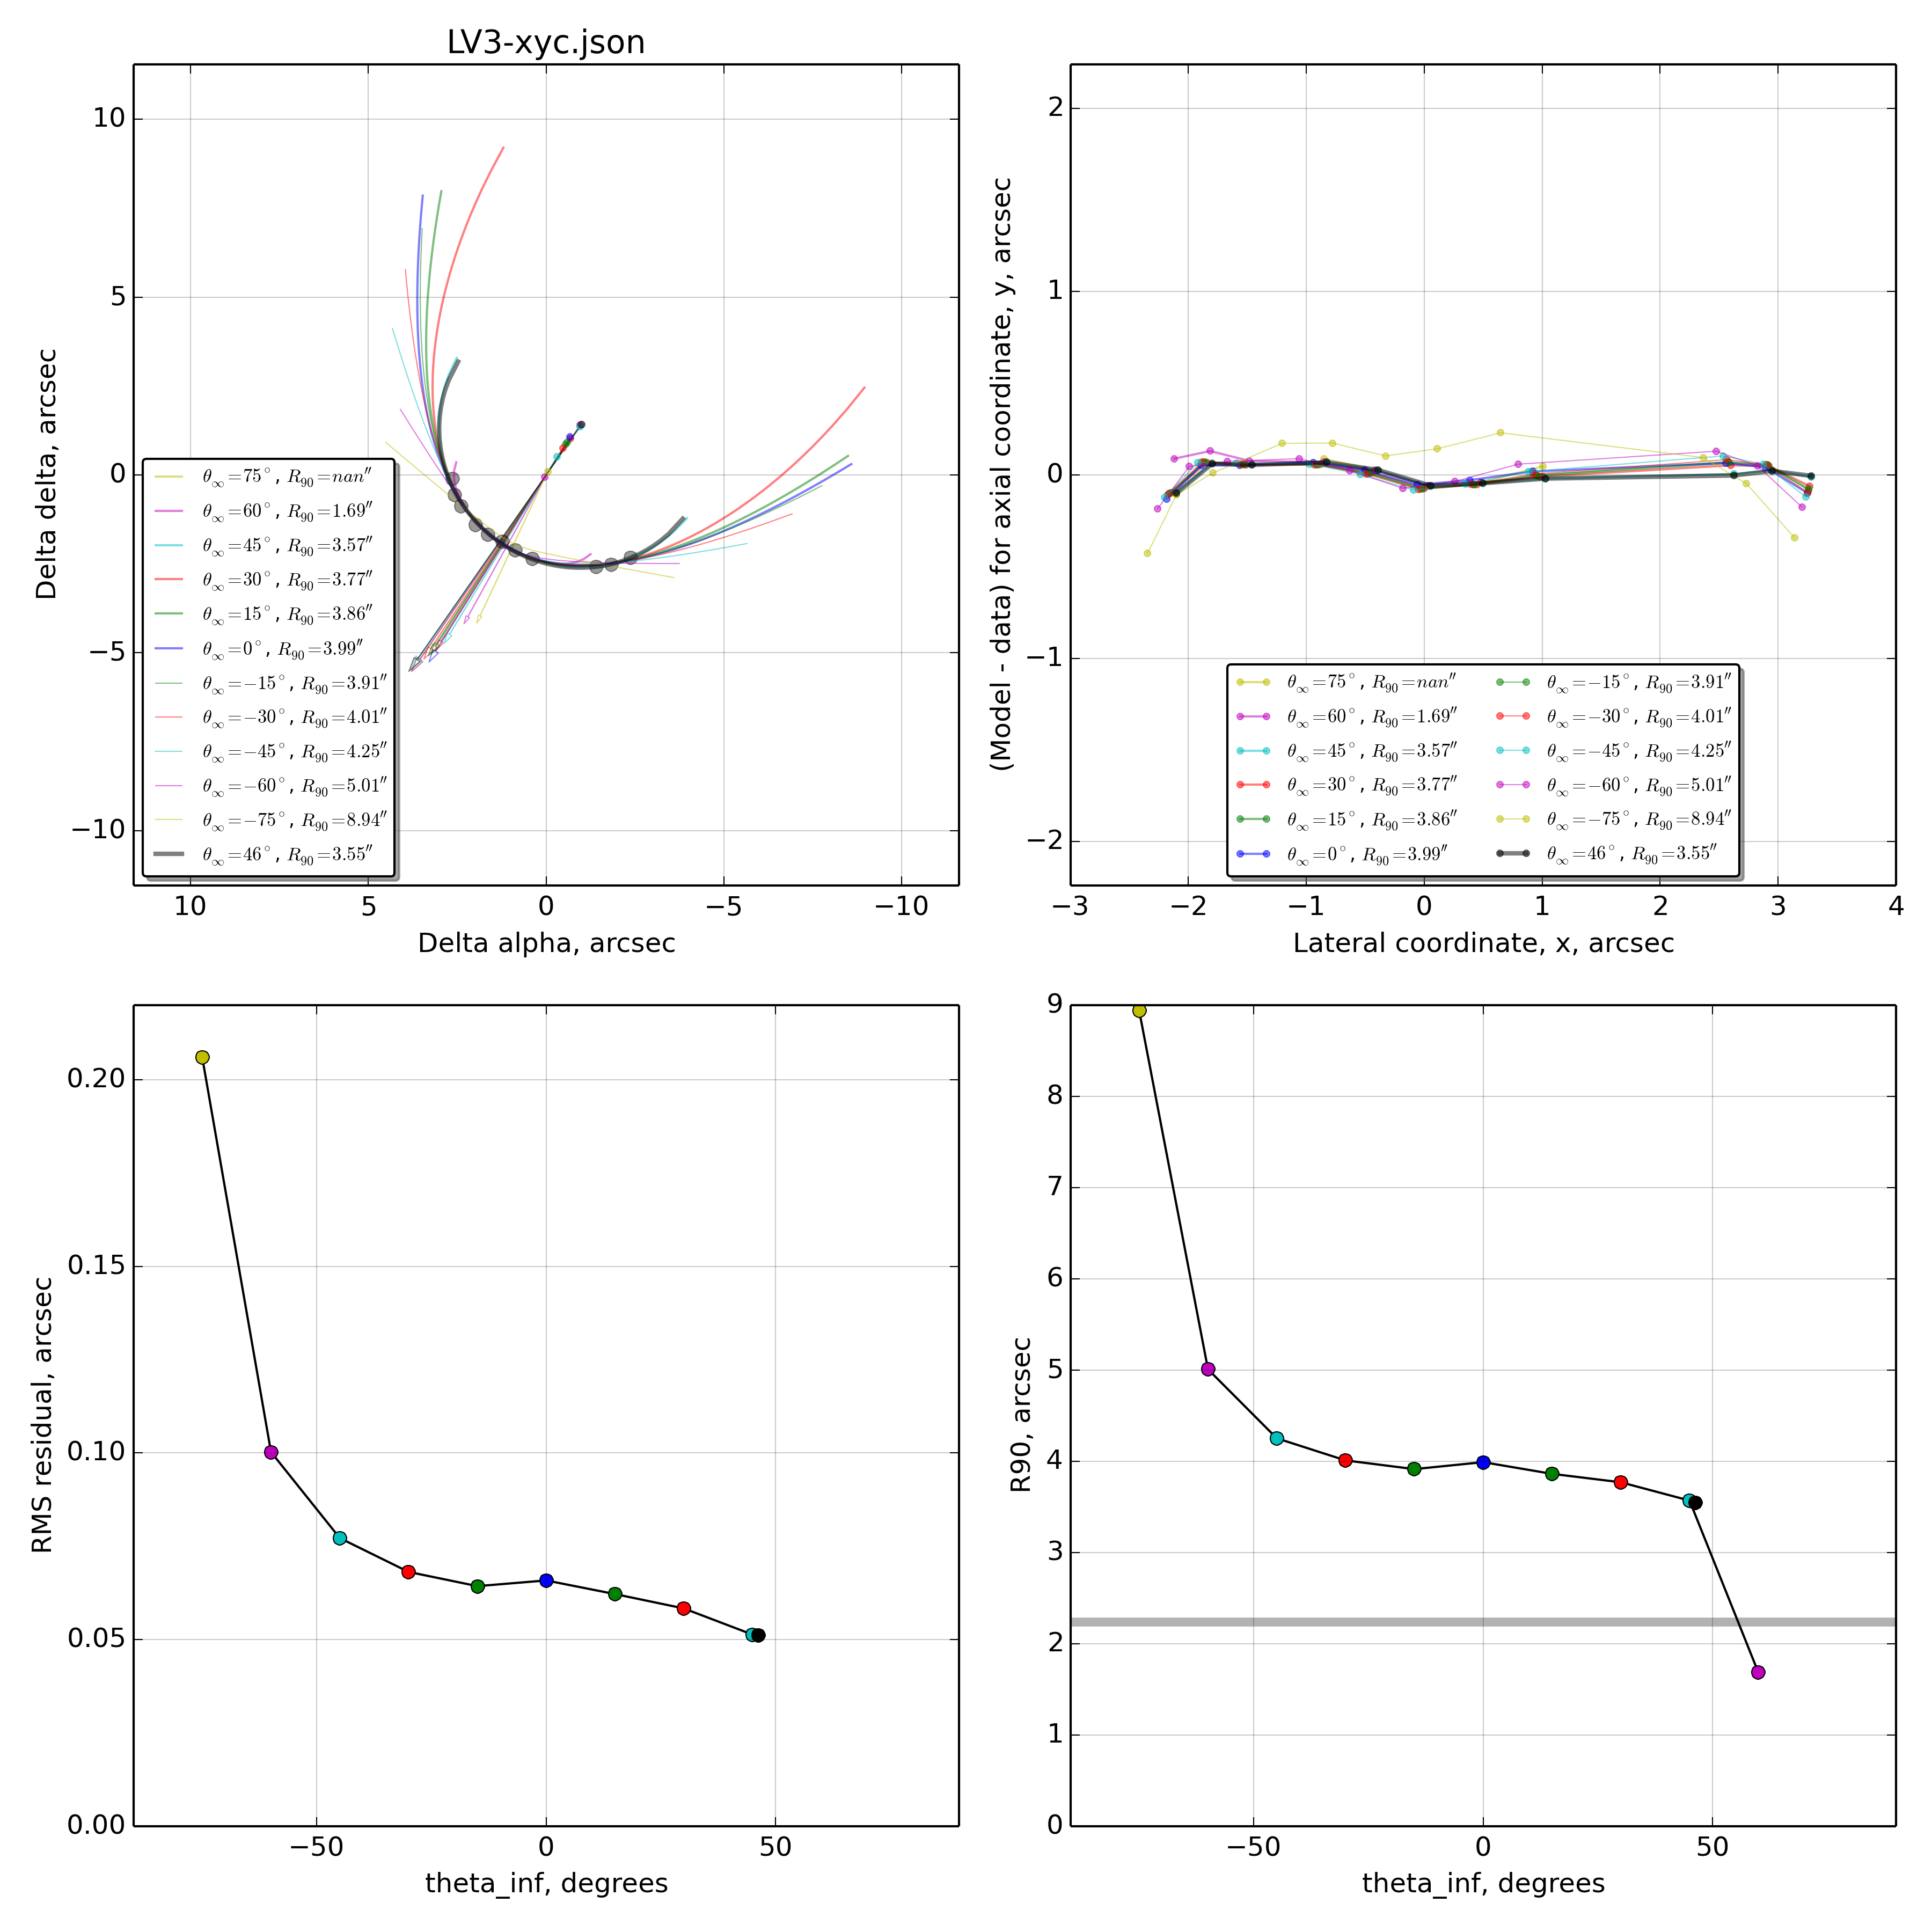 LV3-xyc.json
10
5
0
−5
−10
Delta delta, arcsec
θ∞=75°, R90=nan″
θ∞=60°, R90=1.69″
θ∞=45°, R90=3.57″
θ∞=30°, R90=3.77″
θ∞=15°, R90=3.86″
θ∞=0°, R90=3.99″
θ∞=−15°, R90=3.91″
θ∞=−30°, R90=4.01″
θ∞=−45°, R90=4.25″
θ∞=−60°, R90=5.01″
θ∞=−75°, R90=8.94″
θ∞=46°, R90=3.55″
10 5 0 −5 −10
Delta alpha, arcsec
2
1
0
−1
−2
(Model - data) for axial coordinate, y, arcsec
θ∞=75°, R90=nan″ θ∞=−15°, R90=3.91″
θ∞=60°, R90=1.69″ θ∞=−30°, R90=4.01″
θ∞=45°, R90=3.57″ θ∞=−45°, R90=4.25″
θ∞=30°, R90=3.77″ θ∞=−60°, R90=5.01″
θ∞=15°, R90=3.86″ θ∞=−75°, R90=8.94″
θ∞=0°, R90=3.99″ θ∞=46°, R90=3.55″
−3 −2 −1 0 1 2 3 4
Lateral coordinate, x, arcsec
0.20
0.15
0.10
0.05
0.00
RMS residual, arcsec
−50 0 50
theta_inf, degrees
9
8
7
6
5
4
3
2
1
0
R90, arcsec
−50 0 50
theta_inf, degrees